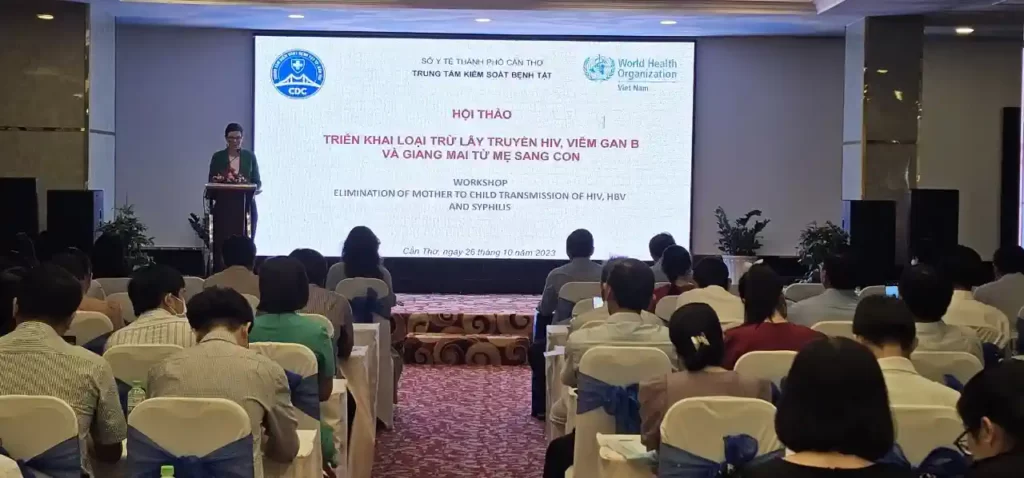 SỞ Y TẾ THÀNH PHỐ CẦN THƠ
TRUNG TÂM KIỂM SOÁT BỆNH TẬT
CDC
World Health
Organization
Viet Nam
HỘI THẢO
TRIỂN KHAI LOẠI TRỪ LÂY TRUYỀN HIV, VIÊM GAN B
VÀ GIANG MAI TỪ MẸ SANG CON
WORKSHOP
ELIMINATION OF MOTHER TO CHILD TRANSMISSION OF HIV, HBV
AND SYPHILIS
Cần Thơ, ngày 26 tháng 10 năm 2023